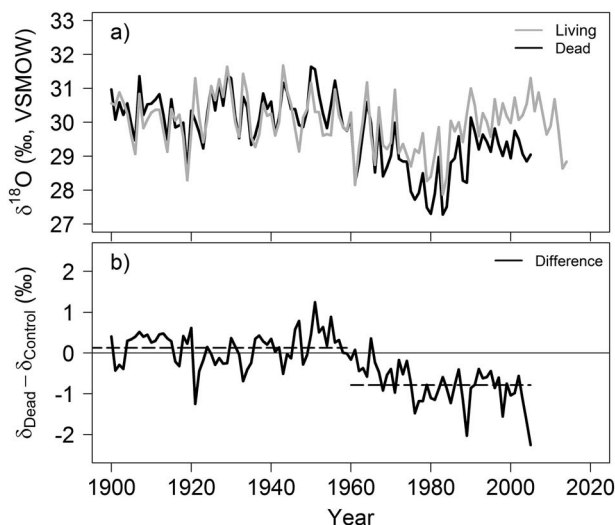 a)
Living
Dead
33
32
31
30
29
28
27
δ¹⁸O (‰, VSMOW)
b)
Difference
2
1
0
-1
-2
δDead – δControl (‰)
1900 1920 1940 1960 1980 2000 2020
Year